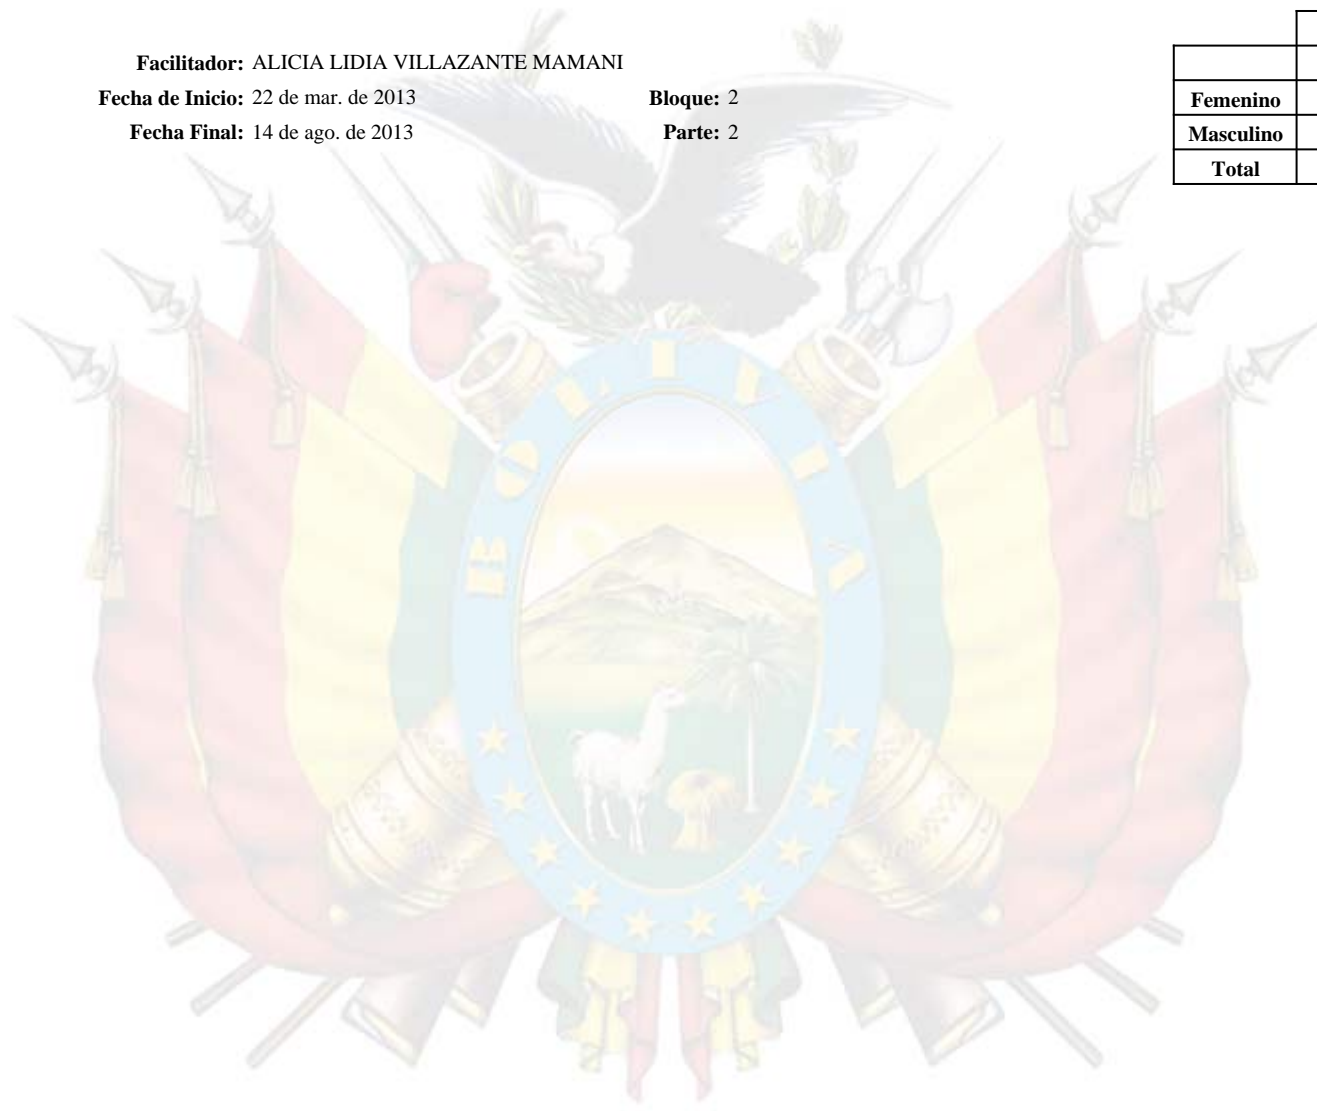 Facilitador: ALICIA LIDIA VILLAZANTE MAMANI
Fecha de Inicio: 22 de mar. de 2013 Bloque: 2
Fecha Final: 14 de ago. de 2013 Parte: 2
Femenino
Masculino
Total
BOLIVIA